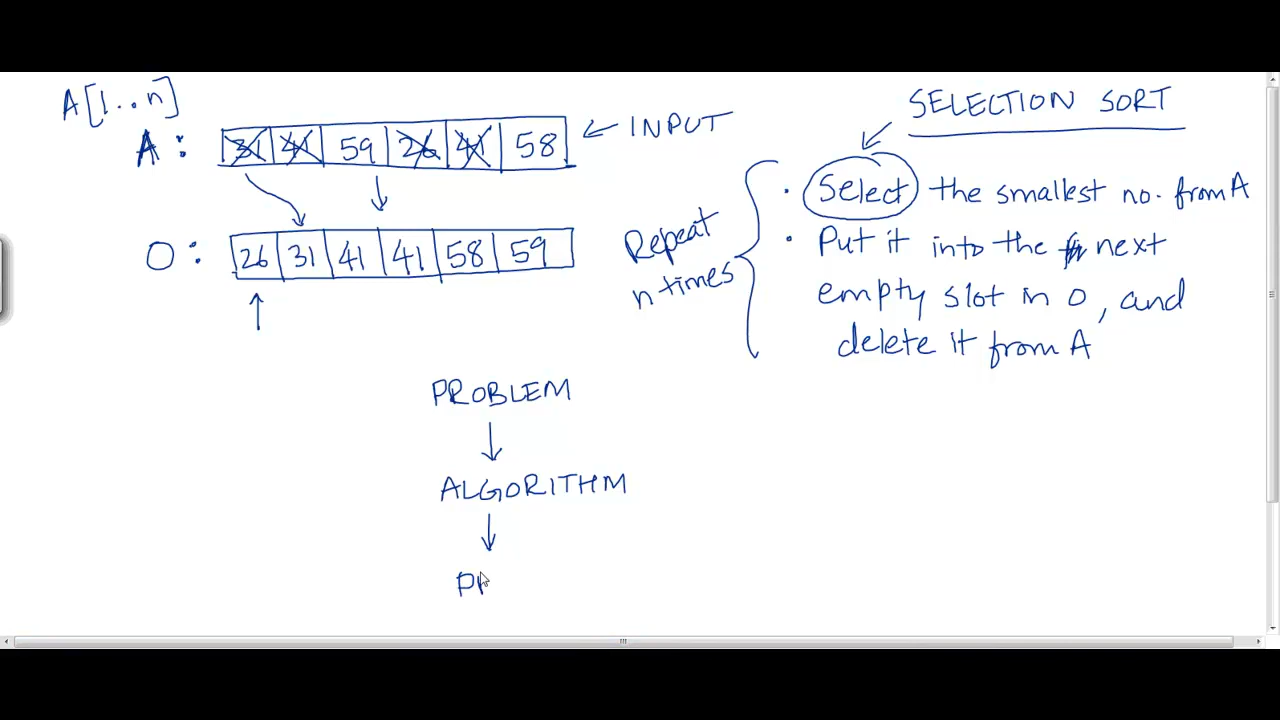 A[1..n]
A: 31 41 59 26 41 58 ← INPUT
O: 26 31 41 41 58 59
SELECTION SORT
Repeat
n times
· Select the smallest no. from A
· Put it into the next
empty slot in O, and
delete it from A
PROBLEM
↓
ALGORITHM
↓
PR